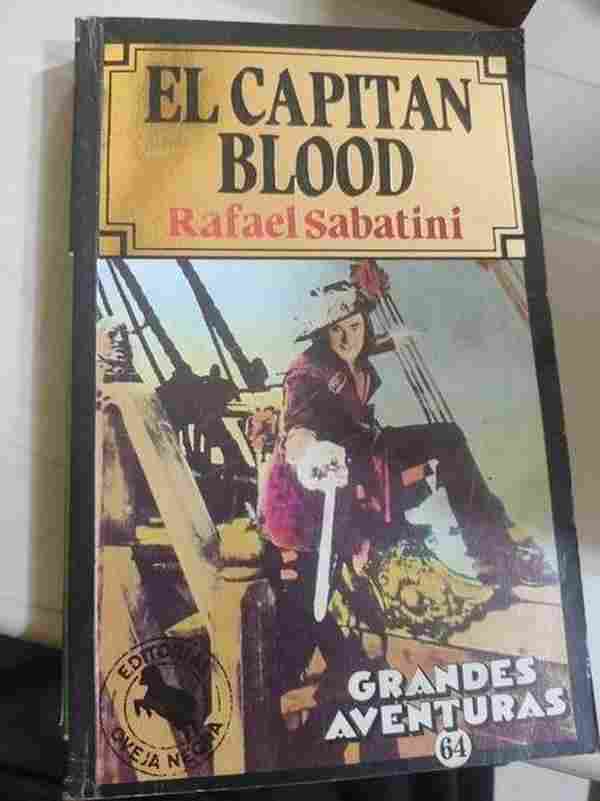 EL CAPITAN
BLOOD
Rafael Sabatini
EDITORIAL
OVEJA NEGRA
GRANDES
AVENTURAS
64